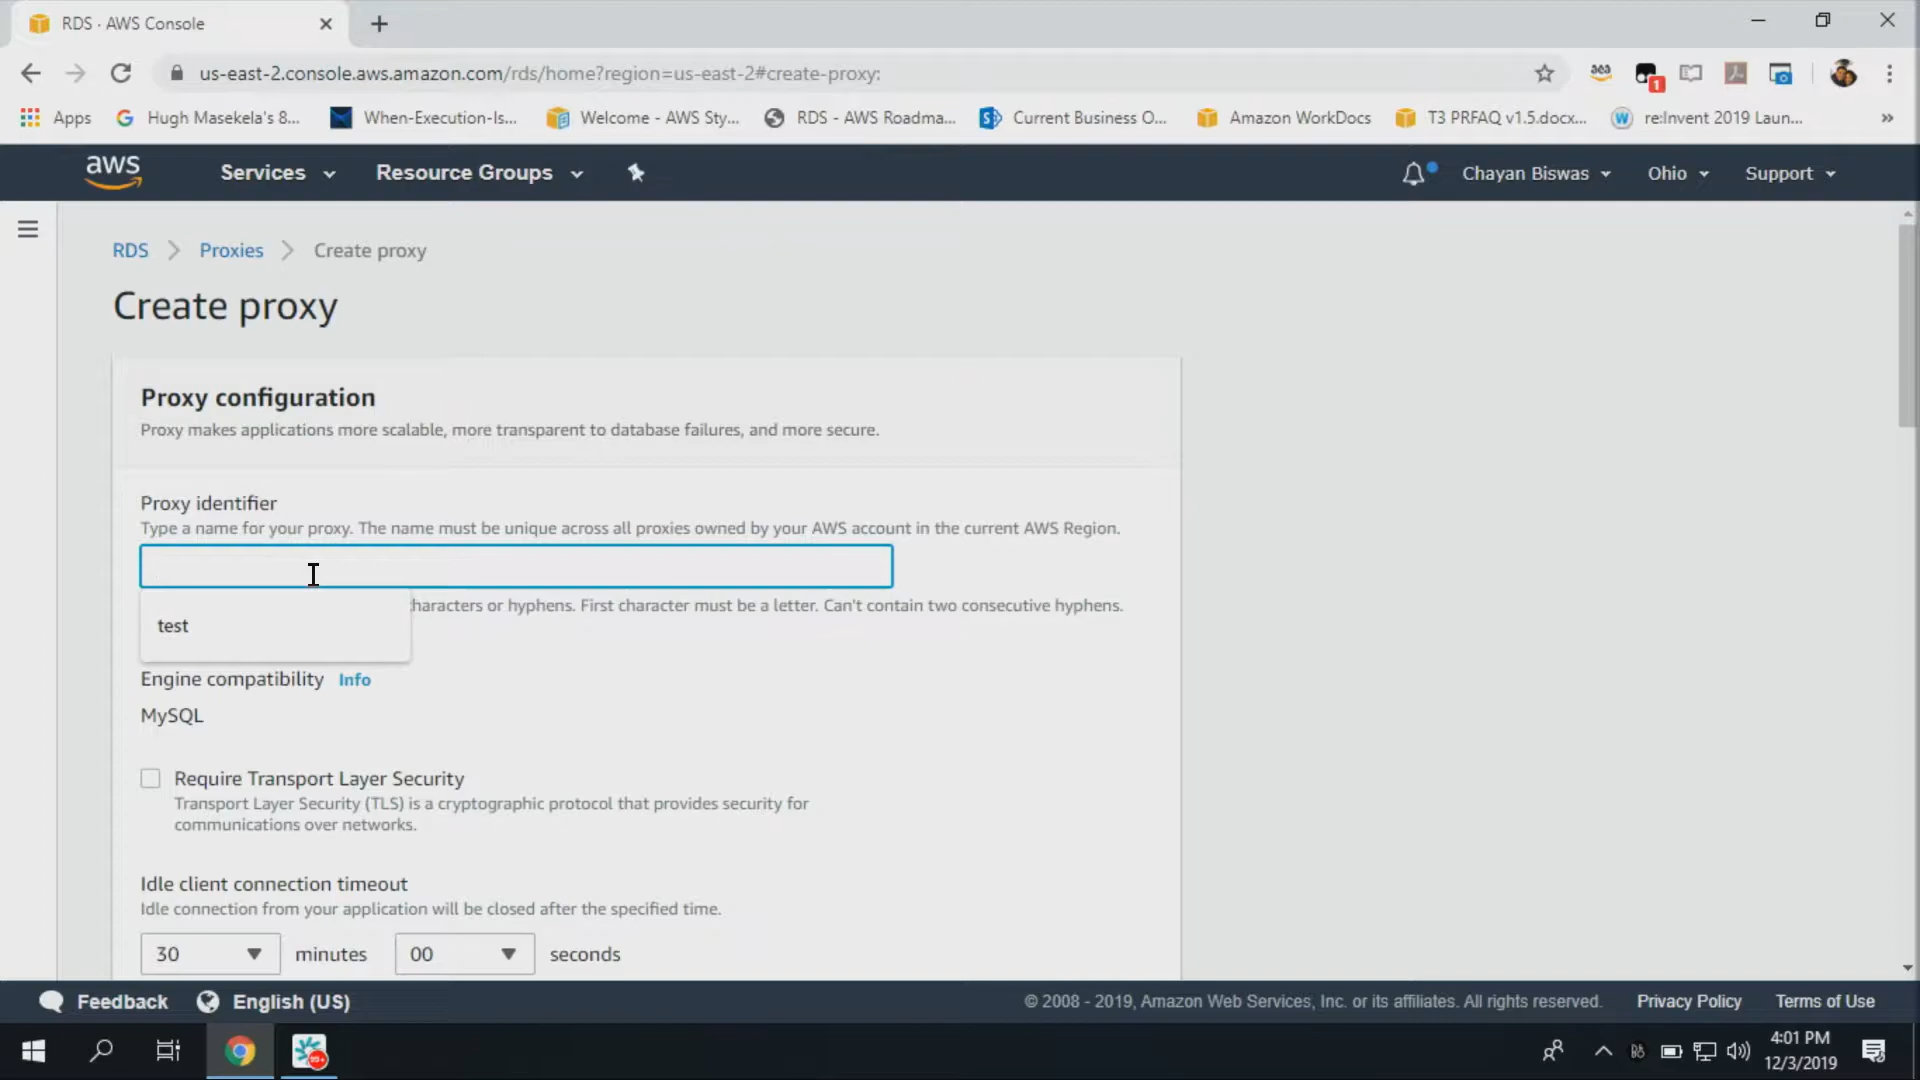 RDS · AWS Console
us-east-2.console.aws.amazon.com/rds/home?region=us-east-2#create-proxy:
1
Apps
Hugh Masekela's 8...
When-Execution-Is...
Welcome - AWS Sty...
RDS - AWS Roadma...
Current Business O...
Amazon WorkDocs
T3 PRFAQ v1.5.docx...
re:Invent 2019 Laun...
»
aws
Services
Resource Groups
Chayan Biswas
Ohio
Support
RDS
Proxies
Create proxy
Create proxy
Proxy configuration
Proxy makes applications more scalable, more transparent to database failures, and more secure.
Proxy identifier
Type a name for your proxy. The name must be unique across all proxies owned by your AWS account in the current AWS Region.
characters or hyphens. First character must be a letter. Can't contain two consecutive hyphens.
test
Engine compatibility Info
MySQL
Require Transport Layer Security
Transport Layer Security (TLS) is a cryptographic protocol that provides security for
communications over networks.
Idle client connection timeout
Idle connection from your application will be closed after the specified time.
30 minutes 00 seconds
Feedback
English (US)
© 2008 - 2019, Amazon Web Services, Inc. or its affiliates. All rights reserved.
Privacy Policy
Terms of Use
99+
4:01 PM
12/3/2019